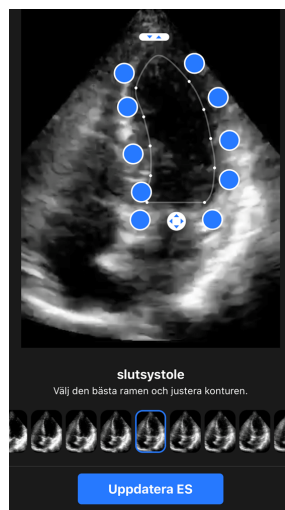 slutsystole
Välj den bästa ramen och justera konturen.
Uppdatera ES